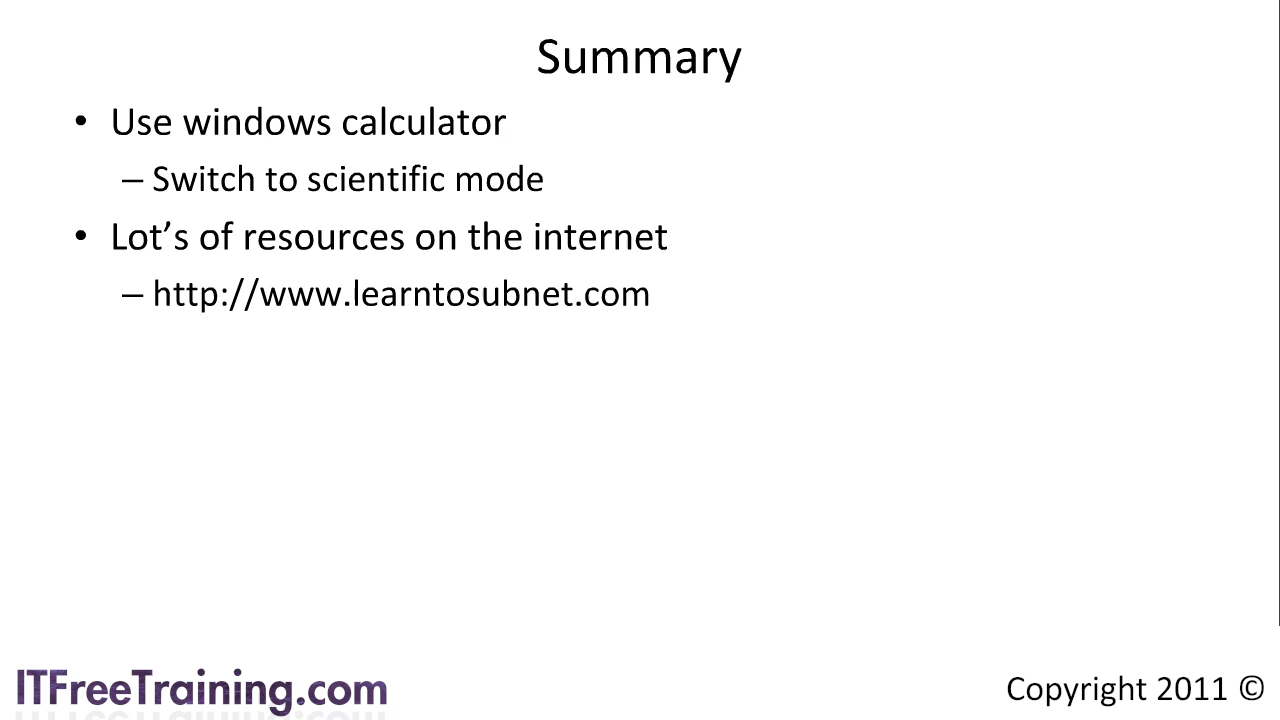 Summary
• Use windows calculator
– Switch to scientific mode
• Lot’s of resources on the internet
– http://www.learntosubnet.com
ITFreeTraining.com
Copyright 2011 ©